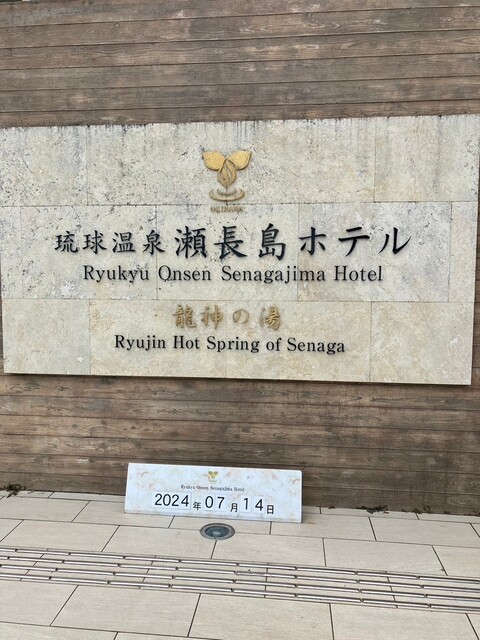 琉球温泉 瀬長島ホテル
Ryukyu Onsen Senagajima Hotel
龍神の湯
Ryujin Hot Spring of Senaga
Ryukyu Onsen Senagajima Hotel
2024年07月14日